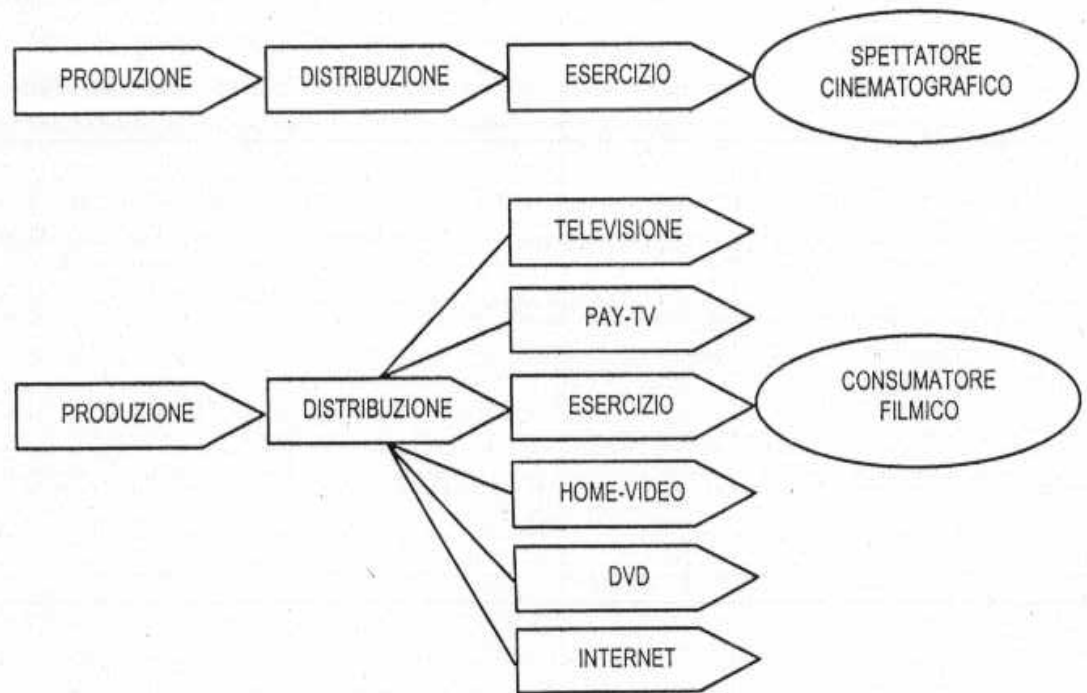 PRODUZIONE
DISTRIBUZIONE
ESERCIZIO
SPETTATORE
CINEMATOGRAFICO
TELEVISIONE
PAY-TV
PRODUZIONE
DISTRIBUZIONE
ESERCIZIO
CONSUMATORE
FILMICO
HOME-VIDEO
DVD
INTERNET